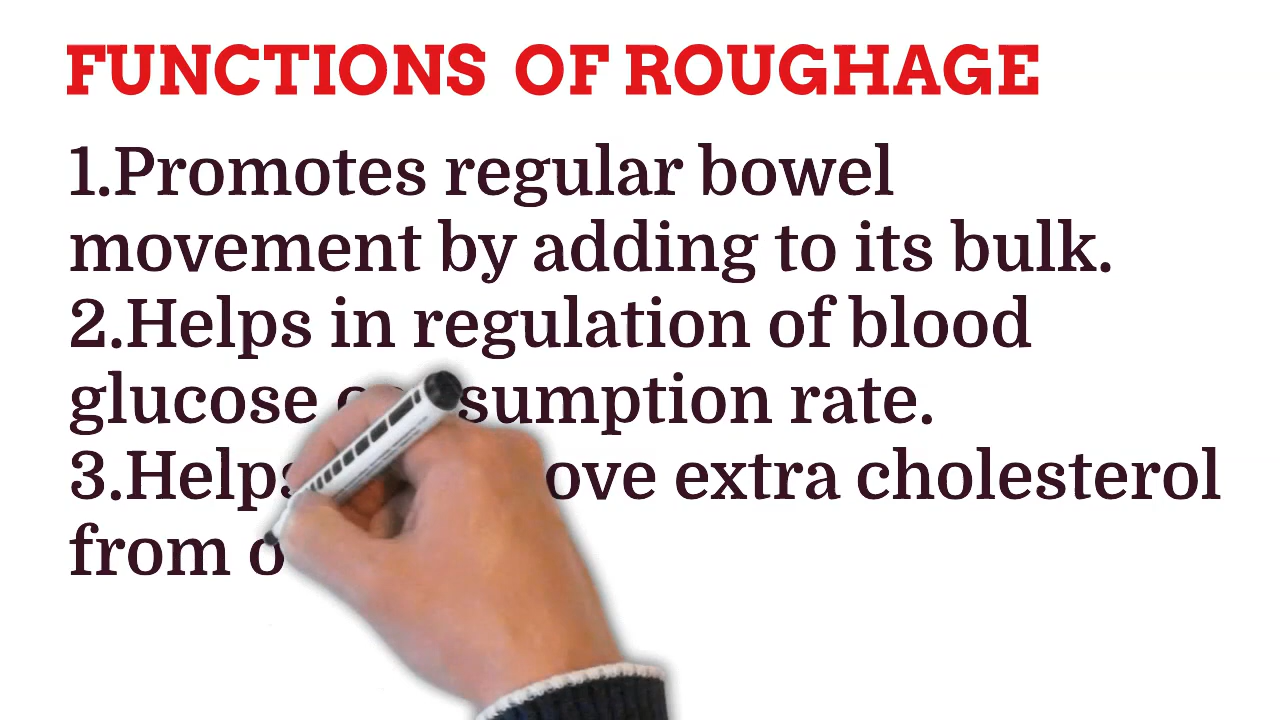 FUNCTIONS OF ROUGHAGE
1.Promotes regular bowel
movement by adding to its bulk.
2.Helps in regulation of blood
glucose rate.
3.Helps extra cholesterol
from